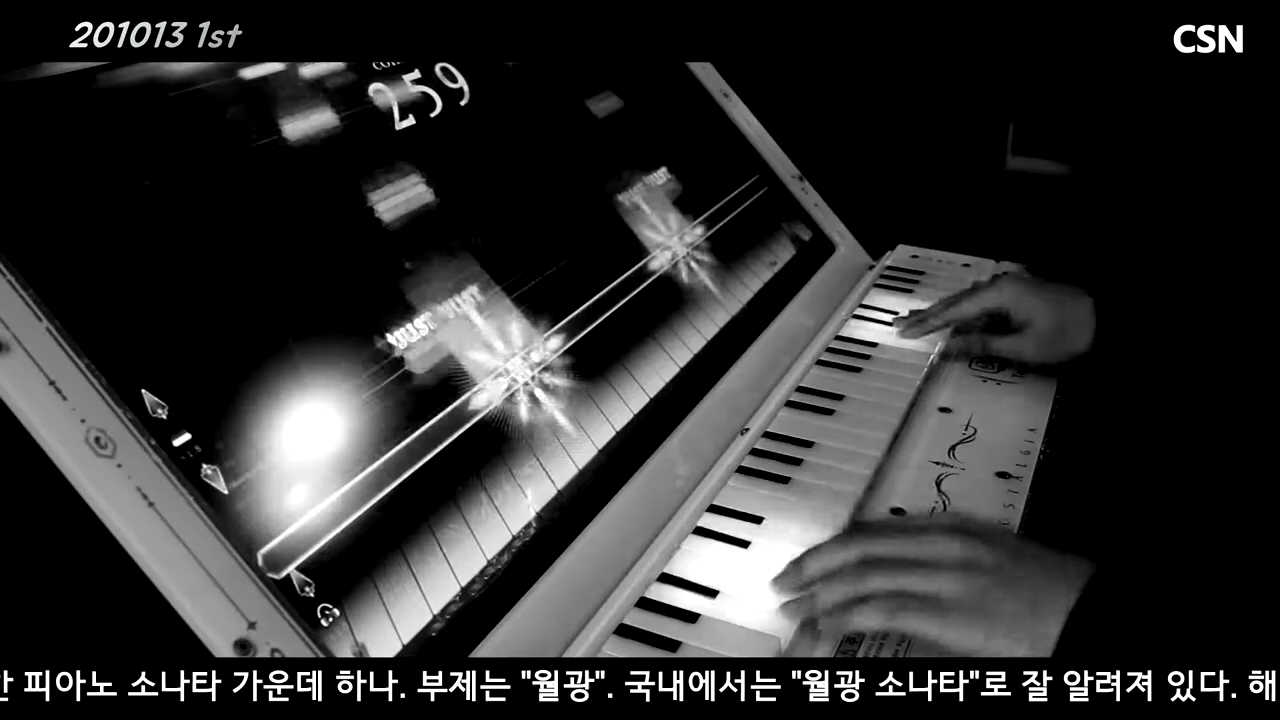 201013 1st
CSN
259
JUST JUST
JUST JUST
피아노 소나타 가운데 하나. 부제는 "월광". 국내에서는 "월광 소나타"로 잘 알려져 있다. 해